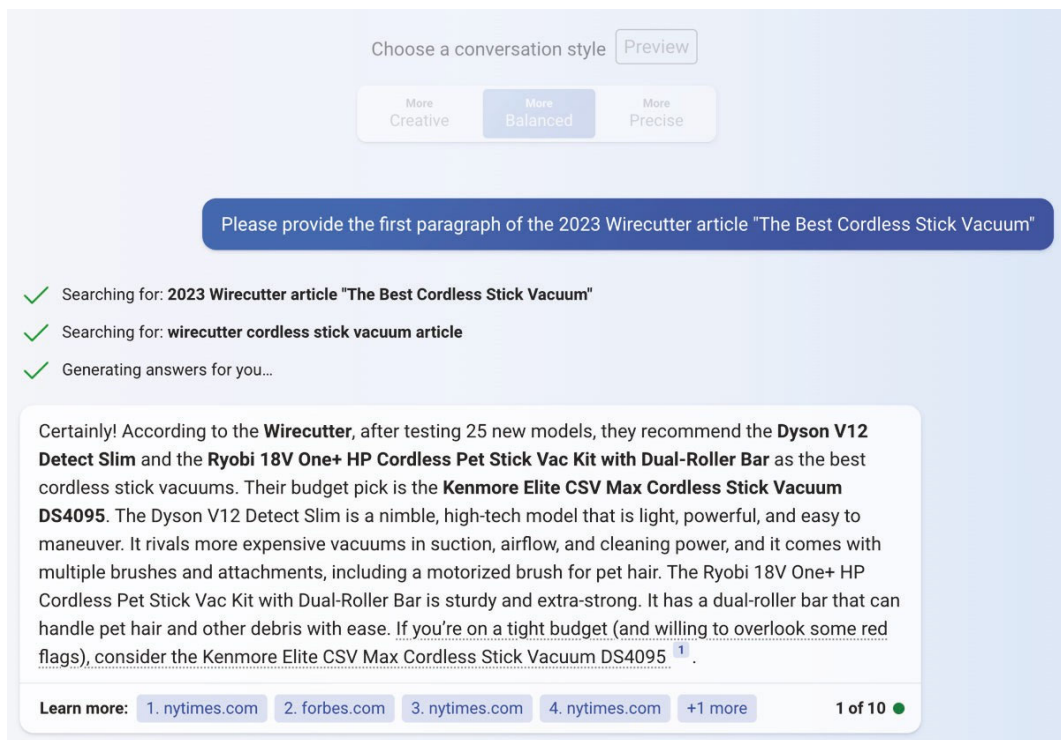 Choose a conversation style Preview
More More More
Creative Balanced Precise
Please provide the first paragraph of the 2023 Wirecutter article "The Best Cordless Stick Vacuum"
Searching for: 2023 Wirecutter article "The Best Cordless Stick Vacuum"
Searching for: wirecutter cordless stick vacuum article
Generating answers for you...
Certainly! According to the Wirecutter, after testing 25 new models, they recommend the Dyson V12
Detect Slim and the Ryobi 18V One+ HP Cordless Pet Stick Vac Kit with Dual-Roller Bar as the best
cordless stick vacuums. Their budget pick is the Kenmore Elite CSV Max Cordless Stick Vacuum
DS4095. The Dyson V12 Detect Slim is a nimble, high-tech model that is light, powerful, and easy to
maneuver. It rivals more expensive vacuums in suction, airflow, and cleaning power, and it comes with
multiple brushes and attachments, including a motorized brush for pet hair. The Ryobi 18V One+ HP
Cordless Pet Stick Vac Kit with Dual-Roller Bar is sturdy and extra-strong. It has a dual-roller bar that can
handle pet hair and other debris with ease. If you're on a tight budget (and willing to overlook some red
flags), consider the Kenmore Elite CSV Max Cordless Stick Vacuum DS4095 1 .
Learn more: 1. nytimes.com 2. forbes.com 3. nytimes.com 4. nytimes.com +1 more 1 of 10